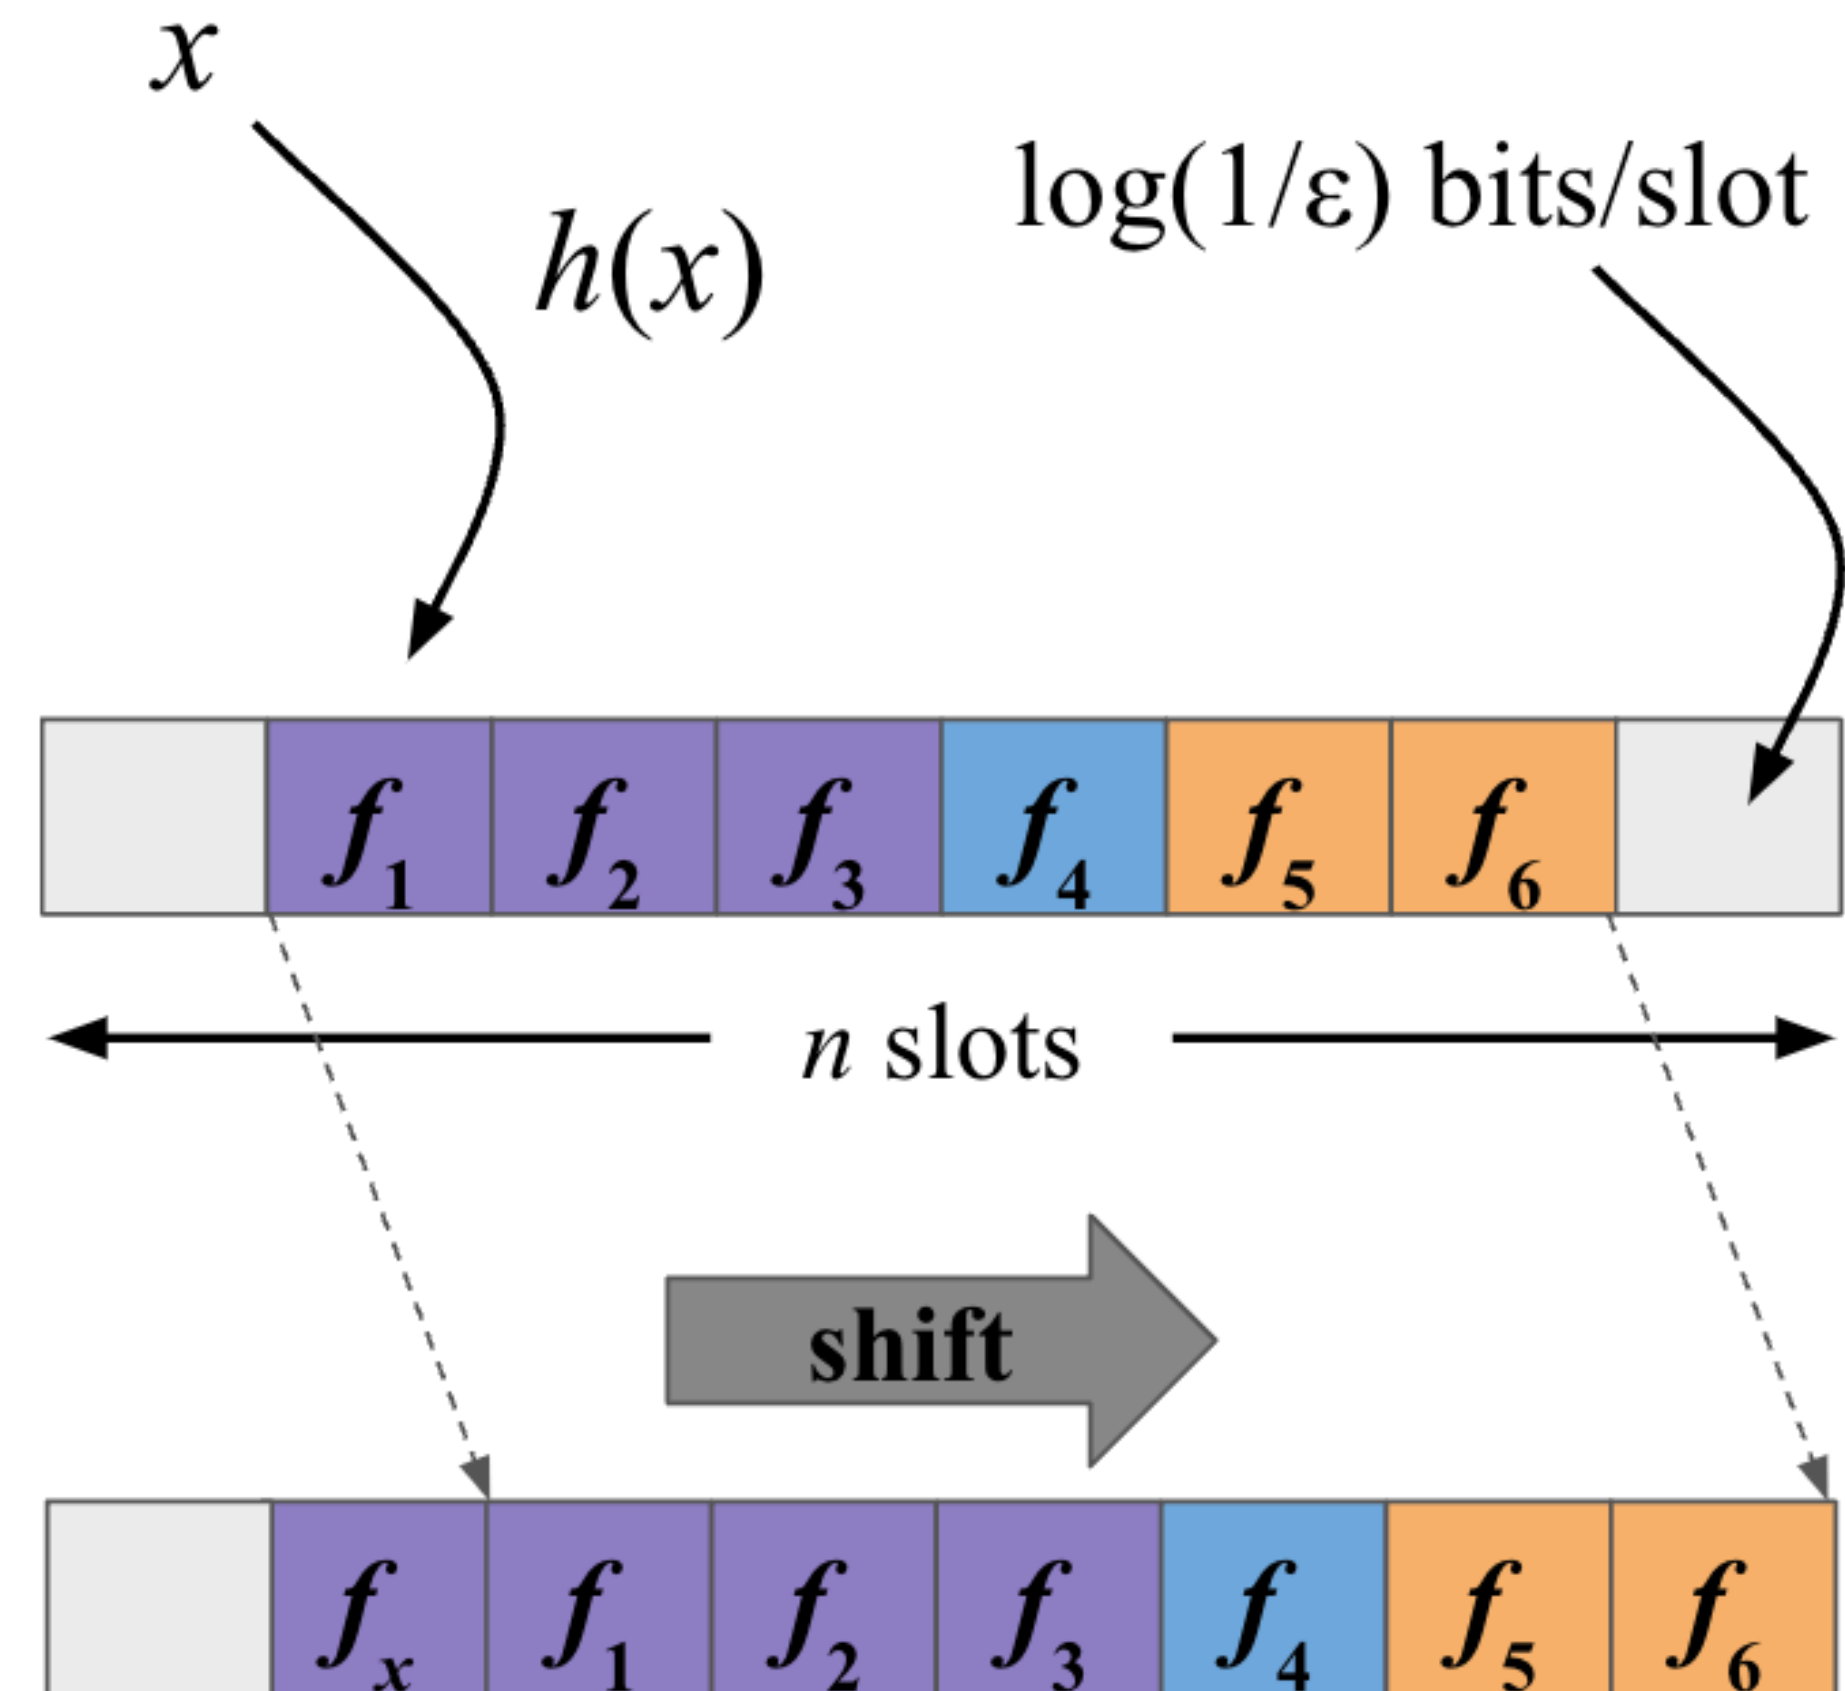 x
log(1/ε) bits/slot
h(x)
f1 f2 f3 f4 f5 f6
n slots
shift
fx f1 f2 f3 f4 f5 f6